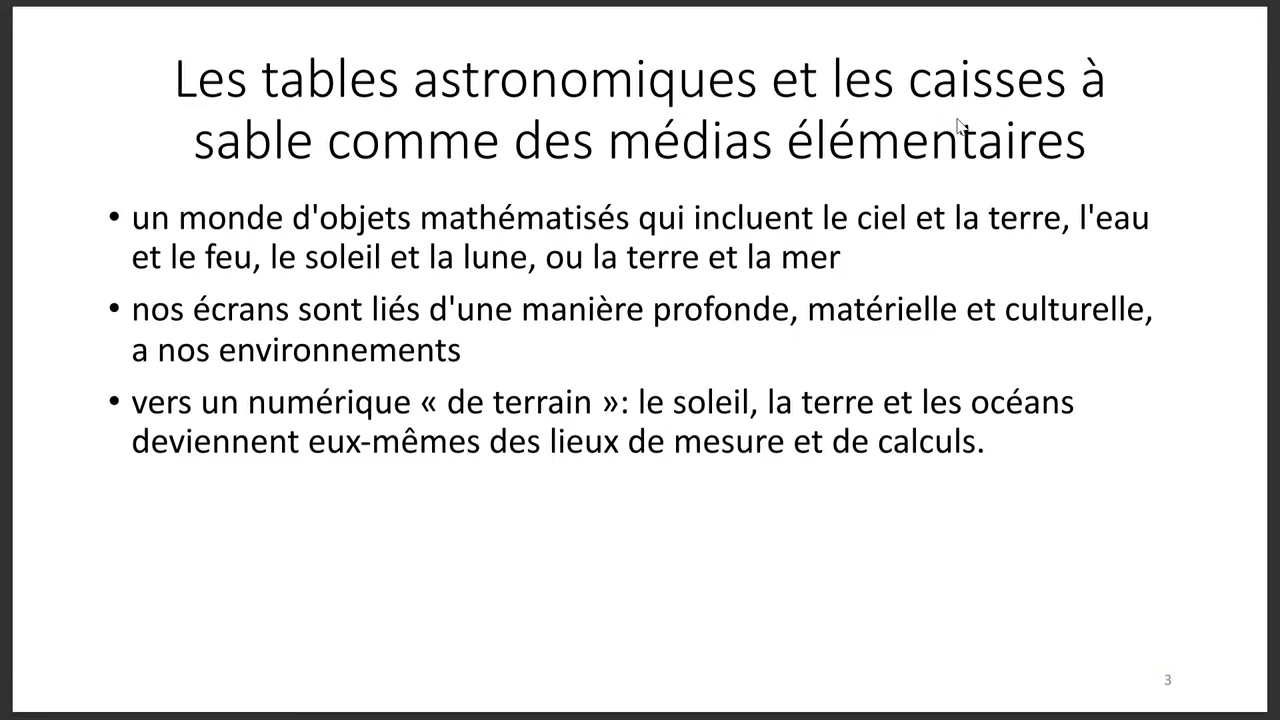 Les tables astronomiques et les caisses à
sable comme des médias élémentaires
• un monde d'objets mathématisés qui incluent le ciel et la terre, l'eau
et le feu, le soleil et la lune, ou la terre et la mer
• nos écrans sont liés d'une manière profonde, matérielle et culturelle,
a nos environnements
• vers un numérique « de terrain »: le soleil, la terre et les océans
deviennent eux-mêmes des lieux de mesure et de calculs.
3